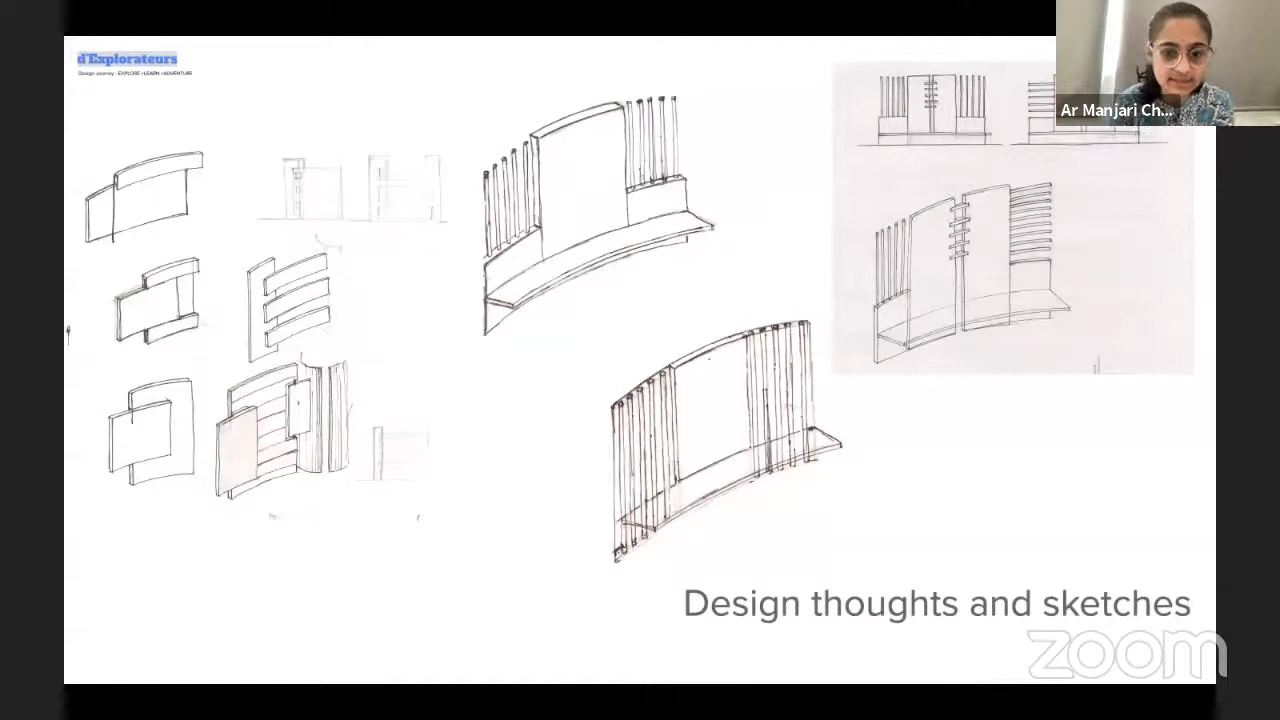 d'Explorateurs
Design Journey - EXPLORE •LEARN •ADVENTURE
Ar Manjari Ch...
Design thoughts and sketches
zoom